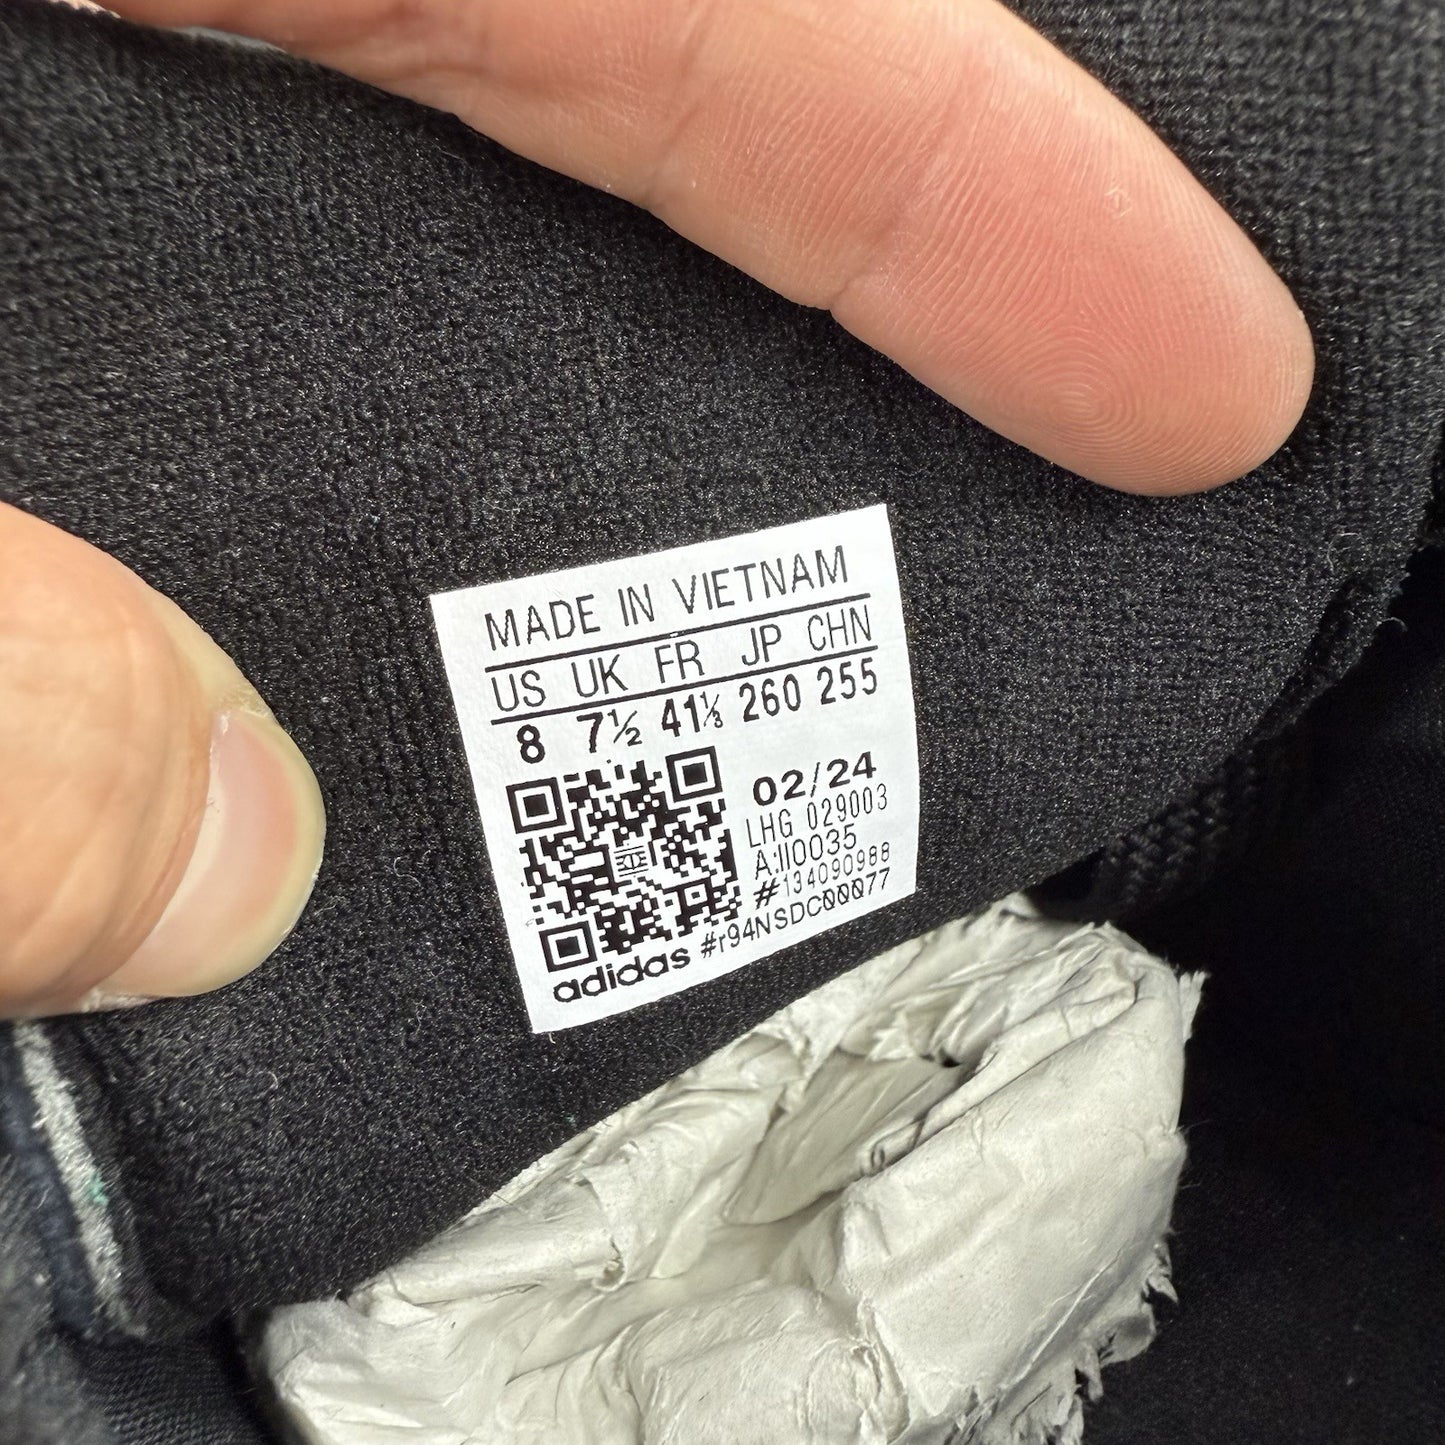 MADE IN VIETNAM
US UK FR JP CHN
8 7½ 41⅓ 260 255
02/24
LHG 029003
A:II0035
#134090988
#r94NSDC00077
adidas